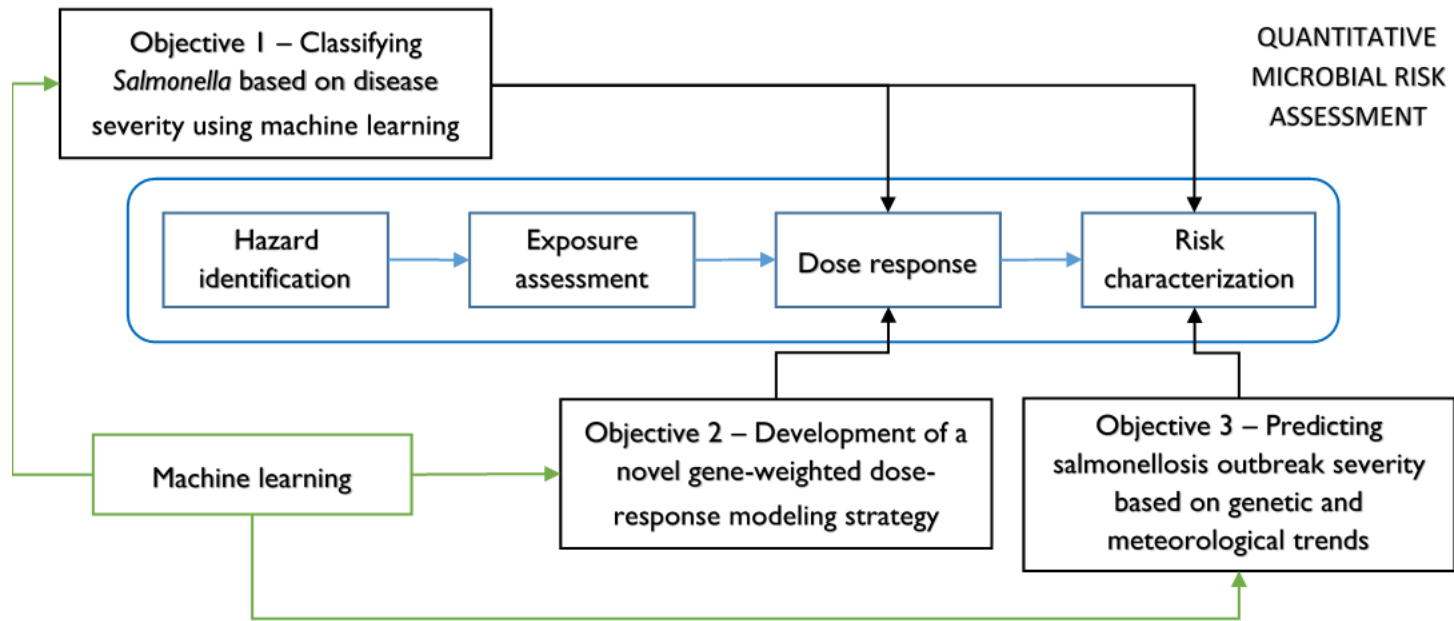 Objective 1 – Classifying
Salmonella based on disease
severity using machine learning
QUANTITATIVE
MICROBIAL RISK
ASSESSMENT
Hazard
identification
Exposure
assessment
Dose response
Risk
characterization
Machine learning
Objective 2 – Development of a
novel gene-weighted dose-
response modeling strategy
Objective 3 – Predicting
salmonellosis outbreak severity
based on genetic and
meteorological trends